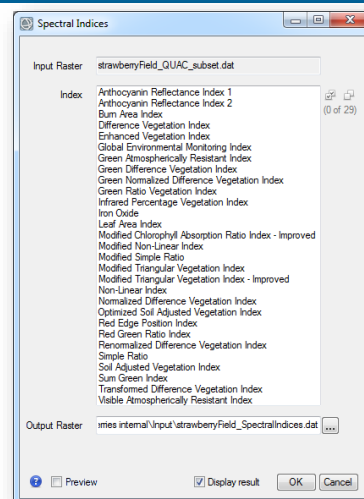 Spectral Indices
Input Raster strawberryField_QUAC_subset.dat
Index Anthocyanin Reflectance Index 1
Anthocyanin Reflectance Index 2
(0 of 29)
Burn Area Index
Difference Vegetation Index
Enhanced Vegetation Index
Global Environmental Monitoring Index
Green Atmospherically Resistant Index
Green Difference Vegetation Index
Green Normalized Difference Vegetation Index
Green Ratio Vegetation Index
Infrared Percentage Vegetation Index
Iron Oxide
Leaf Area Index
Modified Chlorophyll Absorption Ratio Index - Improved
Modified Non-Linear Index
Modified Simple Ratio
Modified Triangular Vegetation Index
Modified Triangular Vegetation Index - Improved
Non-Linear Index
Normalized Difference Vegetation Index
Optimized Soil Adjusted Vegetation Index
Red Edge Position Index
Red Green Ratio Index
Renormalized Difference Vegetation Index
Simple Ratio
Soil Adjusted Vegetation Index
Sum Green Index
Transformed Difference Vegetation Index
Visible Atmospherically Resistant Index
Output Raster rries internal\Input\strawberryField_SpectralIndices.dat ...
Preview Display result OK Cancel